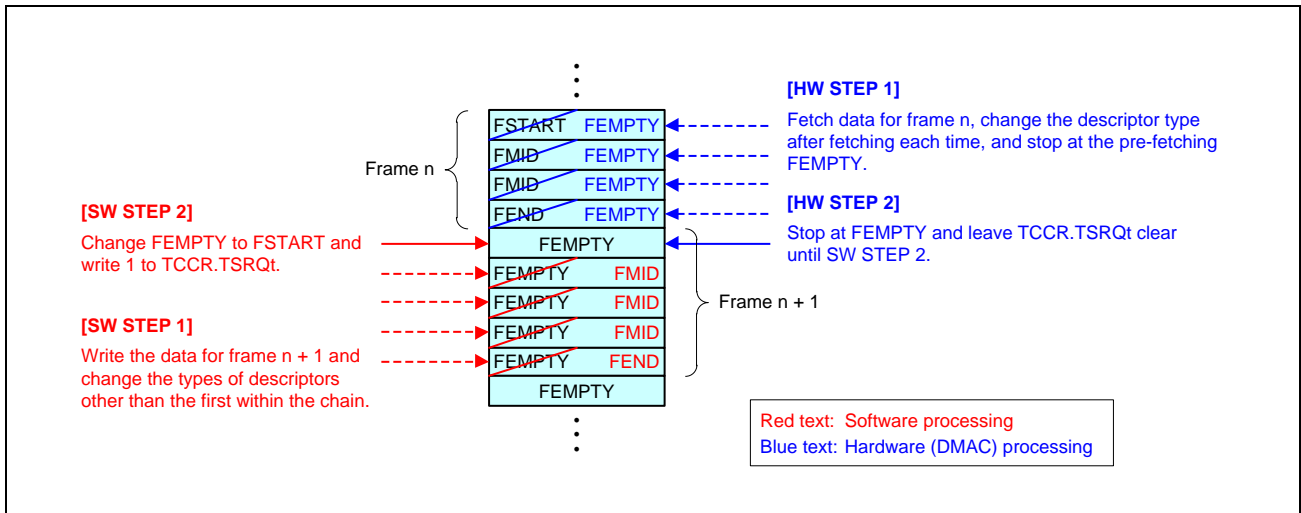 [HW STEP 1]
Fetch data for frame n, change the descriptor type
after fetching each time, and stop at the pre-fetching
FEMPTY.
FSTART FEMPTY
FMID FEMPTY
Frame n
FMID FEMPTY
FEND FEMPTY
[HW STEP 2]
Stop at FEMPTY and leave TCCR.TSRQt clear
until SW STEP 2.
[SW STEP 2]
Change FEMPTY to FSTART and
write 1 to TCCR.TSRQt.
FEMPTY
FEMPTY FMID
FEMPTY FMID
Frame n + 1
FEMPTY FMID
FEMPTY FEND
FEMPTY
[SW STEP 1]
Write the data for frame n + 1 and
change the types of descriptors
other than the first within the chain.
Red text: Software processing
Blue text: Hardware (DMAC) processing